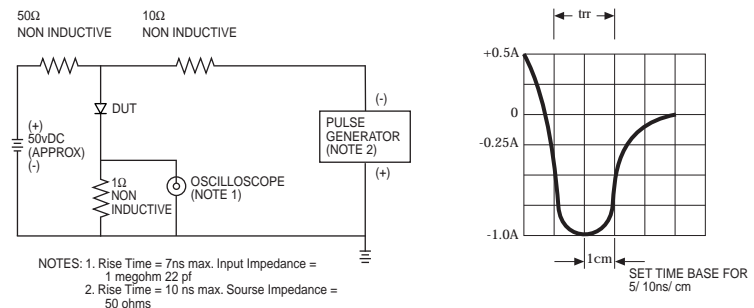 50Ω
NON INDUCTIVE
10Ω
NON INDUCTIVE
DUT
(+)
50vDC
(APPROX)
(-)
1Ω
NON
INDUCTIVE
OSCILLOSCOPE
(NOTE 1)
(-)
PULSE
GENERATOR
(NOTE 2)
(+)
NOTES: 1. Rise Time = 7ns max. Input Impedance =
1 megohm 22 pf
2. Rise Time = 10 ns max. Sourse Impedance =
50 ohms
trr
+0.5A
0
-0.25A
-1.0A
1cm
SET TIME BASE FOR
5/ 10ns/ cm